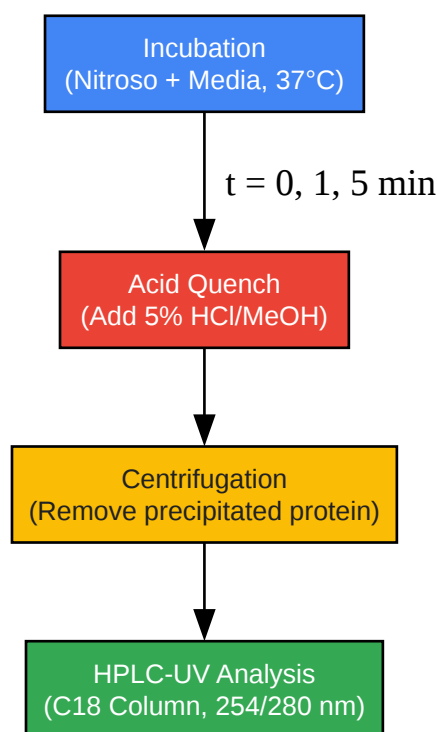 Incubation
(Nitroso + Media, 37°C)
t = 0, 1, 5 min
Acid Quench
(Add 5% HCl/MeOH)
Centrifugation
(Remove precipitated protein)
HPLC-UV Analysis
(C18 Column, 254/280 nm)